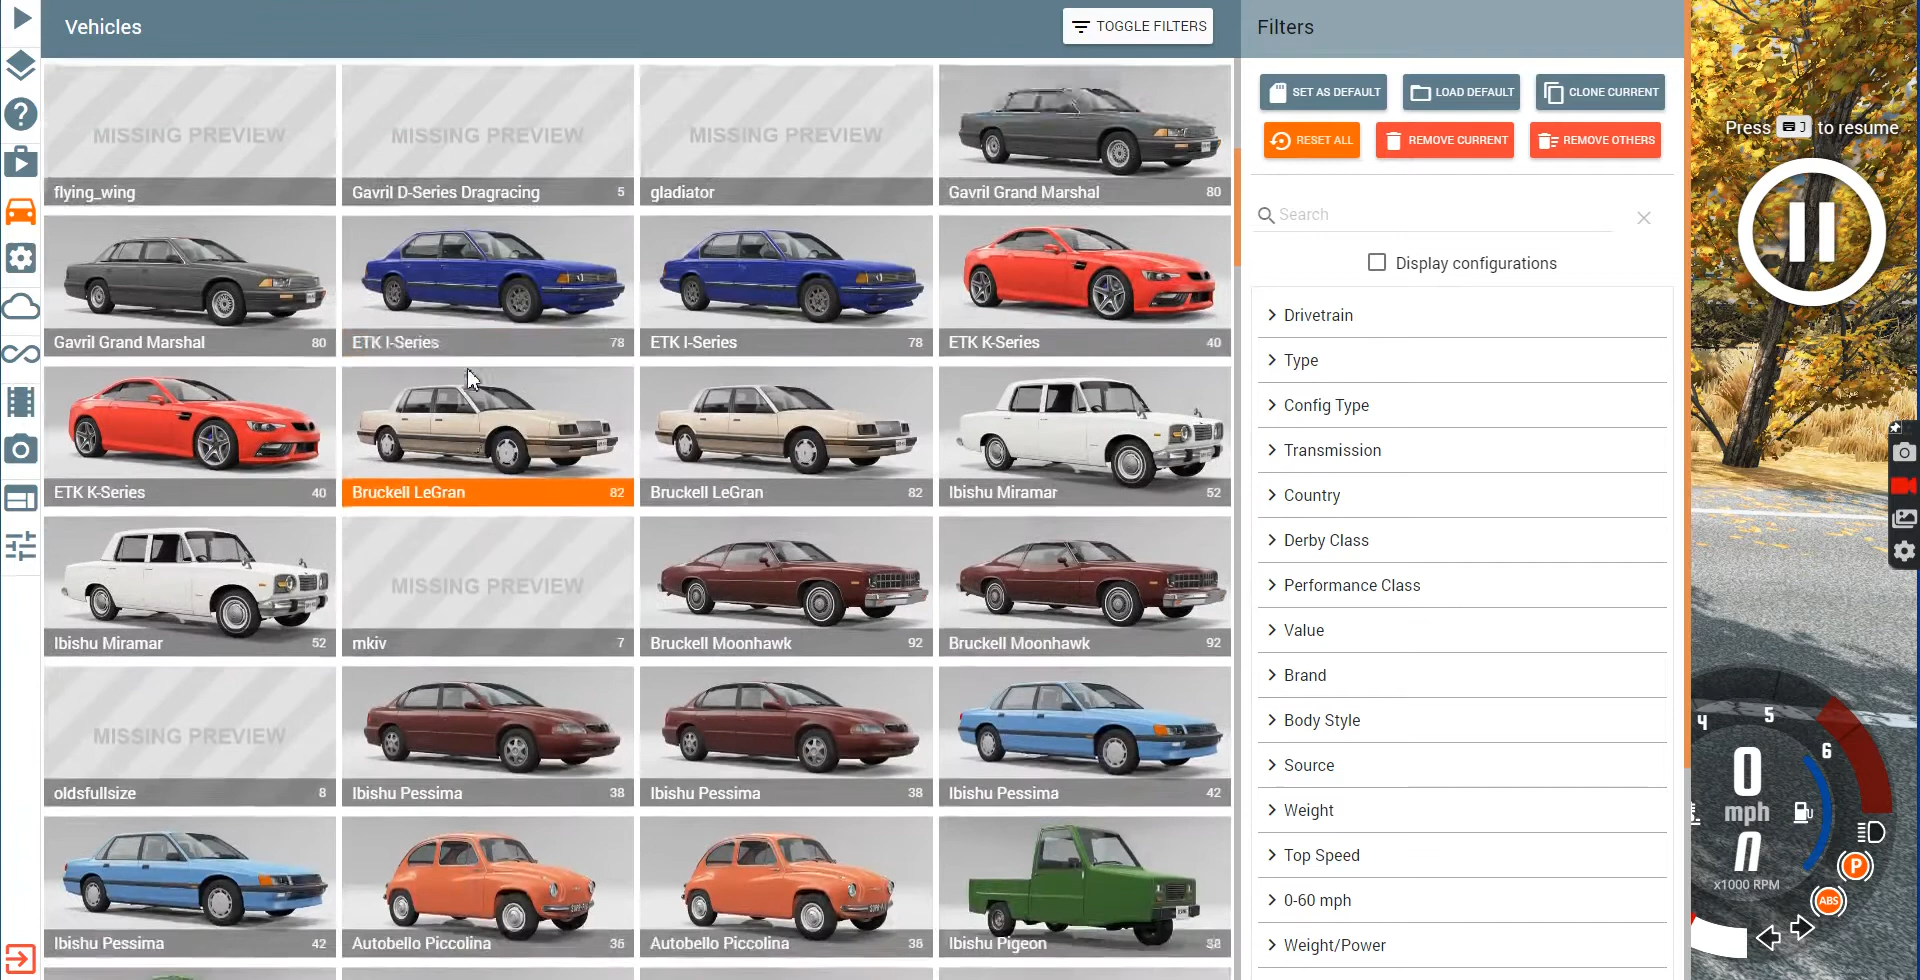 Vehicles
TOGGLE FILTERS
MISSING PREVIEW
flying_wing
MISSING PREVIEW
Gavril D-Series Dragracing 5
MISSING PREVIEW
gladiator
Gavril Grand Marshal 80
Gavril Grand Marshal 80
ETK I-Series 78
ETK I-Series 78
ETK K-Series 40
ETK K-Series 40
Bruckell LeGran 82
Bruckell LeGran 82
Ibishu Miramar 52
Ibishu Miramar 52
MISSING PREVIEW
mkiv 7
Bruckell Moonhawk 92
Bruckell Moonhawk 92
MISSING PREVIEW
oldsfullsize 8
Ibishu Pessima 38
Ibishu Pessima 38
Ibishu Pessima 42
Ibishu Pessima 42
Autobello Piccolina 36
Autobello Piccolina 36
Ibishu Pigeon
Filters
SET AS DEFAULT
LOAD DEFAULT
CLONE CURRENT
RESET ALL
REMOVE CURRENT
REMOVE OTHERS
Search
Display configurations
Drivetrain
Type
Config Type
Transmission
Country
Derby Class
Performance Class
Value
Brand
Body Style
Source
Weight
Top Speed
0-60 mph
Weight/Power
Press J to resume
4 5 6
0
mph
n
x1000 RPM
P
ABS